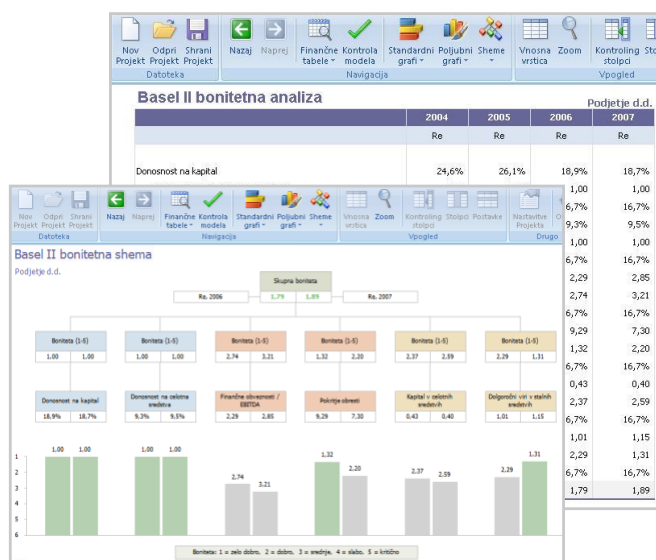 Nov Projekt
Odpri Projekt
Shrani Projekt
Nazaj
Naprej
Finančne tabele
Kontrola modela
Standardni grafi
Poljubni grafi
Sheme
Vnosna vrstica
Zoom
Kontroling stolpci
Datoteka
Navigacija
Vpogled
Basel II bonitetna analiza
Podjetje d.d.
2004 2005 2006 2007
Re Re Re Re
Donosnost na kapital 24,6% 26,1% 18,9% 18,7%
1,00 1,00
6,7% 16,7%
9,3% 9,5%
1,00 1,00
6,7% 16,7%
2,29 2,85
2,74 3,21
6,7% 16,7%
9,29 7,30
1,32 2,20
6,7% 16,7%
0,43 0,40
2,37 2,59
6,7% 16,7%
1,01 1,15
2,29 1,31
6,7% 16,7%
1,79 1,89
Nov Projekt
Odpri Projekt
Shrani Projekt
Nazaj
Naprej
Finančne tabele
Kontrola modela
Standardni grafi
Poljubni grafi
Sheme
Vnosna vrstica
Zoom
Kontroling stolpci
Stolpci
Postavke
Nastavitve Projekta
Datoteka
Navigacija
Vpogled
Drugo
Basel II bonitetna shema
Podjetje d.d.
Skupna boniteta
Re, 2006 1,79 1,89 Re, 2007
Boniteta (1-5) Boniteta (1-5) Boniteta (1-5) Boniteta (1-5) Boniteta (1-5) Boniteta (1-5)
1,00 1,00 1,00 1,00 2,74 3,21 1,32 2,20 2,37 2,59 2,29 1,31
Donosnost na kapital
Donosnost na celotna sredstva
Finančne obveznosti / EBITDA
Pokritje obresti
Kapital v celotnih sredstvih
Dolgoročni viri v stalnih sredstvih
18,9% 18,7% 9,3% 9,5% 2,29 2,85 9,29 7,30 0,43 0,40 1,01 1,15
1,00 1,00 1,00 1,00 2,74 3,21 1,32 2,20 2,37 2,59 2,29 1,31
1
2
3
4
5
6
Boniteta: 1 = zelo dobro, 2 = dobro, 3 = srednje, 4 = slabo, 5 = kritično